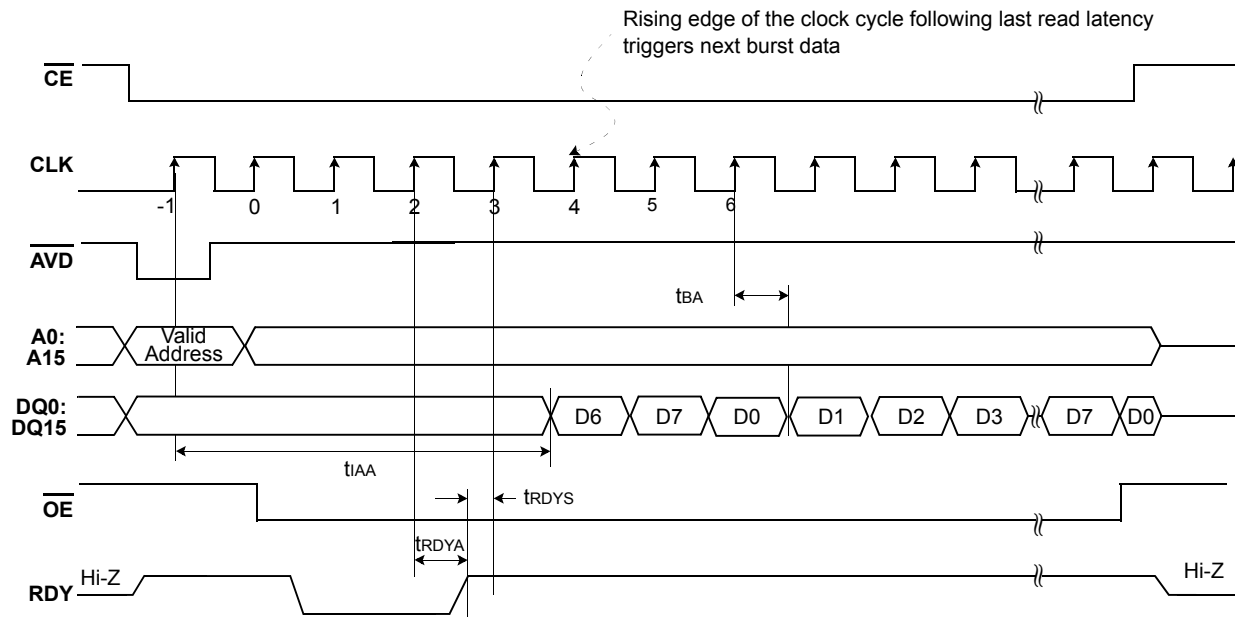 Rising edge of the clock cycle following last read latency
triggers next burst data
CE
CLK
-1 0 1 2 3 4 5 6
AVD
tBA
A0:
A15
Valid
Address
DQ0:
DQ15
D6 D7 D0 D1 D2 D3 D7 D0
tIAA
OE
tRDYS
tRDYA
Hi-Z
Hi-Z
RDY